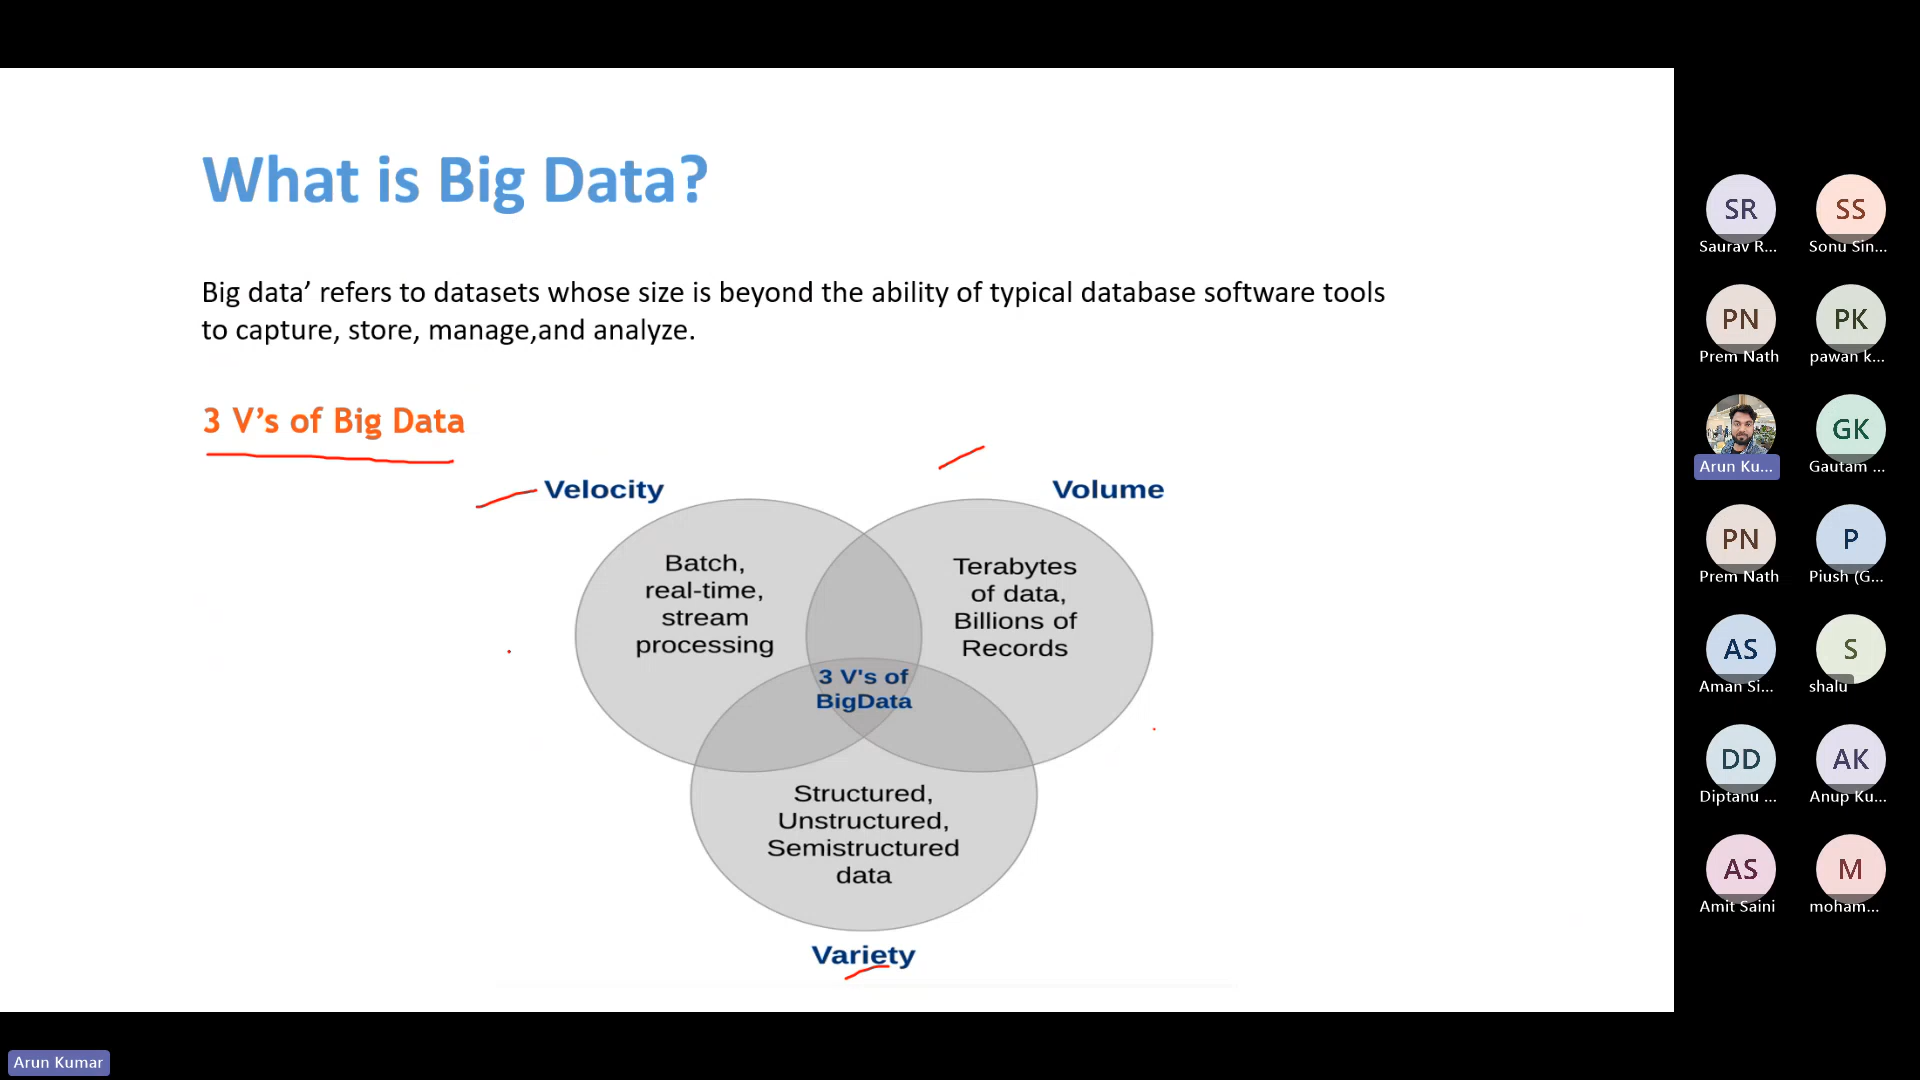 What is Big Data?
Big data’ refers to datasets whose size is beyond the ability of typical database software tools
to capture, store, manage,and analyze.
3 V’s of Big Data
Velocity
Volume
Batch,
real-time,
stream
processing
Terabytes
of data,
Billions of
Records
3 V's of
BigData
Structured,
Unstructured,
Semistructured
data
Variety
SR
Saurav R...
SS
Sonu Sin...
PN
Prem Nath
PK
pawan k...
Arun Ku...
GK
Gautam ...
PN
Prem Nath
P
Piush (G...
AS
Aman Si...
S
shalu
DD
Diptanu ...
AK
Anup Ku...
AS
Amit Saini
M
moham...
Arun Kumar